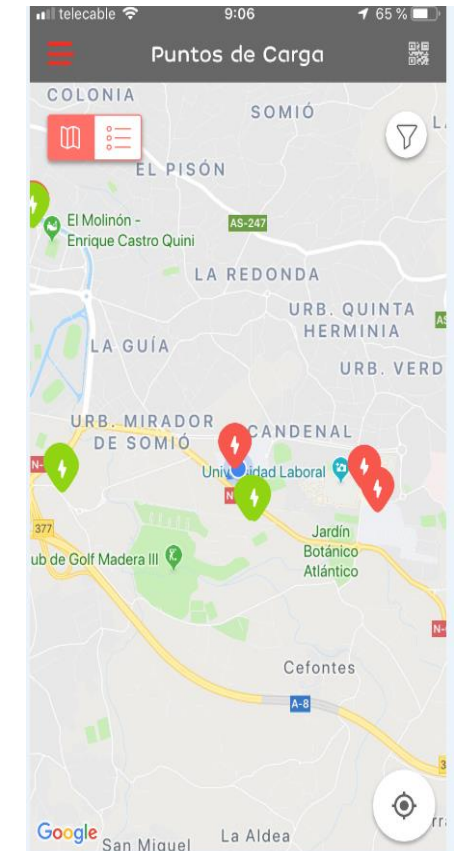 telecable 9:06 65 %
Puntos de Carga
COLONIA
SOMIÓ
EL PISÓN
El Molinón -
Enrique Castro Quini
AS-247
LA REDONDA
URB. QUINTA
HERMINIA
AS
LA GUÍA
URB. VERD
URB. MIRADOR
DE SOMIÓ
CANDENAL
Universidad Laboral
N-
N
377
Jardín
Botánico
Atlántico
ub de Golf Madera III
N-
Cefontes
A-8
3
Google
San Miguel
La Aldea